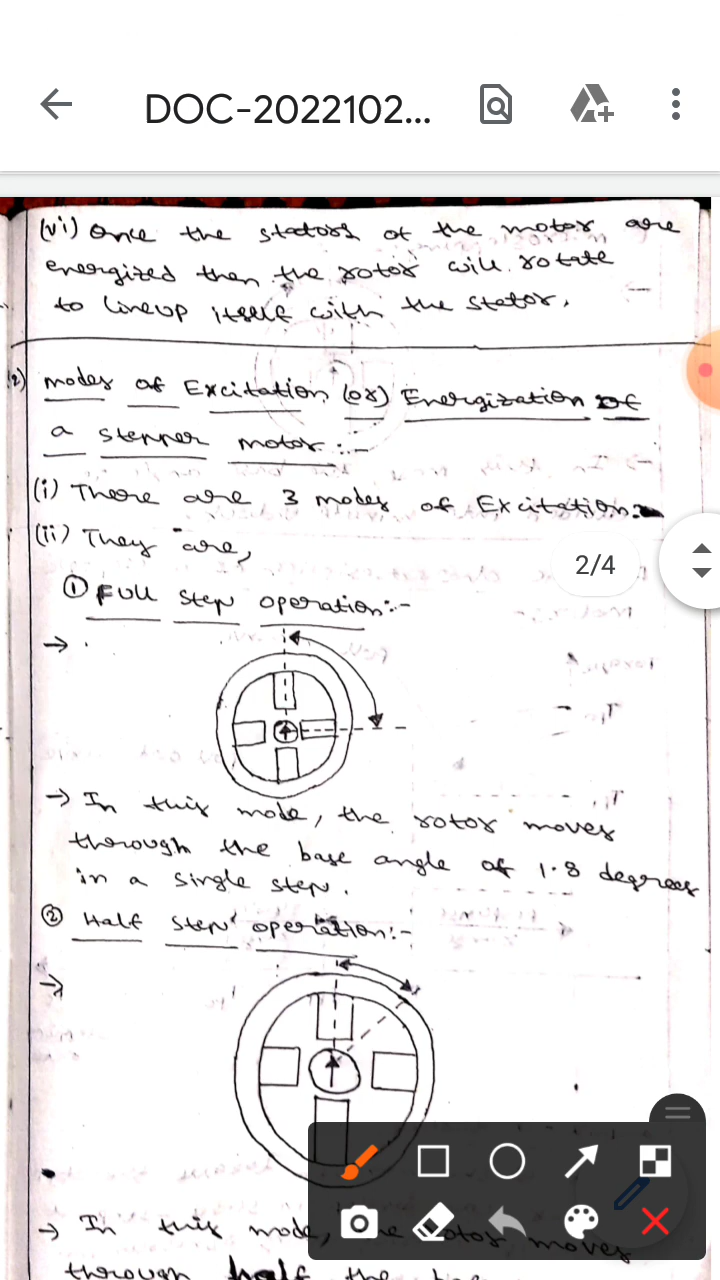 DOC-2022102...
(vi) Once the stators of the motor are
energized then the rotor will rotate
to lineup itself with the stator.
(2) modes of Excitation (or) Energization of
a stepper motor :-
(i) There are 3 modes of Excitation.
(ii) They are,
2/4
① Full step operation:-
→
→ In this mode, the rotor moves
through the base angle of 1.8 degrees
in a single step.
② Half step operation:-
→
→ In this mode, the rotor moves
through half the